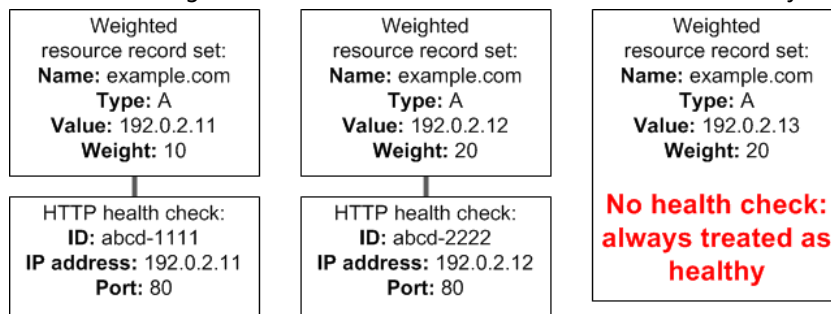 Weighted
resource record set:
Name: example.com
Type: A
Value: 192.0.2.11
Weight: 10
HTTP health check:
ID: abcd-1111
IP address: 192.0.2.11
Port: 80
Weighted
resource record set:
Name: example.com
Type: A
Value: 192.0.2.12
Weight: 20
HTTP health check:
ID: abcd-2222
IP address: 192.0.2.12
Port: 80
Weighted
resource record set:
Name: example.com
Type: A
Value: 192.0.2.13
Weight: 20
No health check:
always treated as
healthy